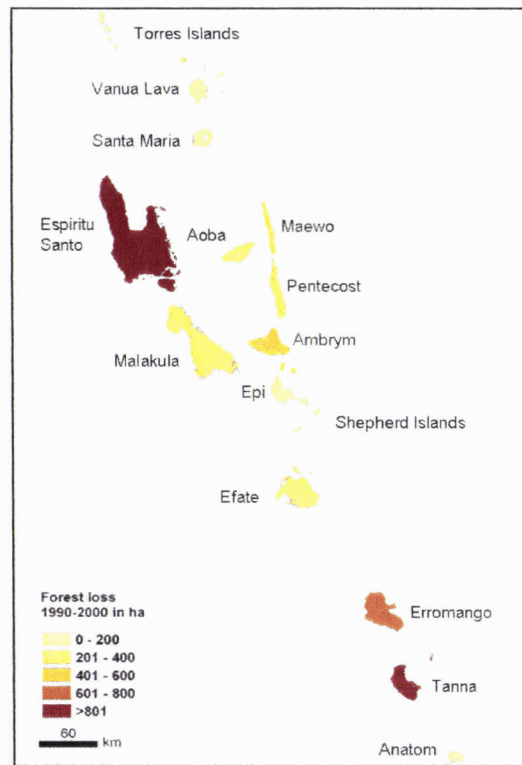 Torres Islands
Vanua Lava
Santa Maria
Espiritu
Santo
Aoba
Maewo
Pentecost
Ambrym
Malakula
Epi
Shepherd Islands
Efate
Forest loss
1990-2000 in ha
0 - 200
201 - 400
401 - 600
601 - 800
>801
60
km
Erromango
Tanna
Anatom